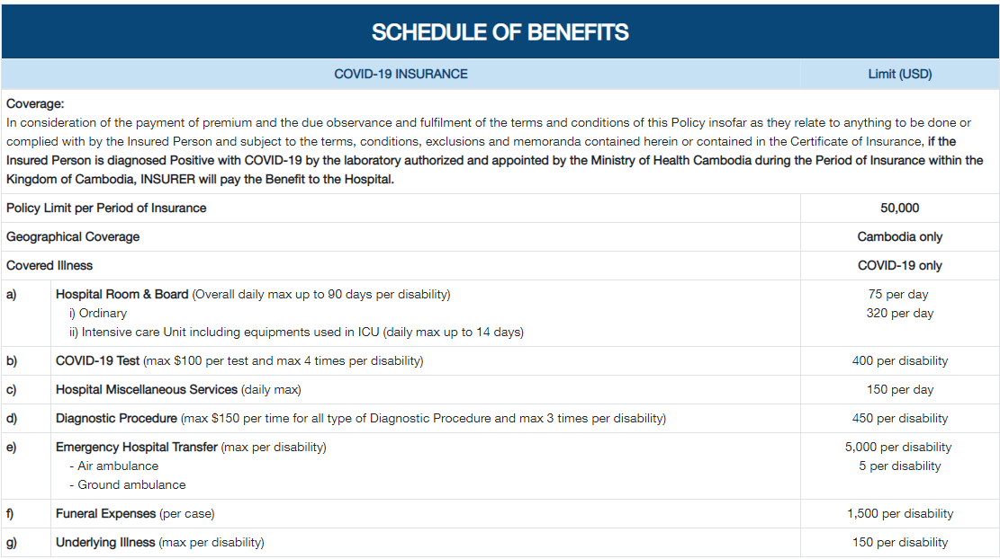 SCHEDULE OF BENEFITS
COVID-19 INSURANCE Limit (USD)
Coverage:
In consideration of the payment of premium and the due observance and fulfilment of the terms and conditions of this Policy insofar as they relate to anything to be done or
complied with by the Insured Person and subject to the terms, conditions, exclusions and memoranda contained herein or contained in the Certificate of Insurance, if the
Insured Person is diagnosed Positive with COVID-19 by the laboratory authorized and appointed by the Ministry of Health Cambodia during the Period of Insurance within the
Kingdom of Cambodia, INSURER will pay the Benefit to the Hospital.
Policy Limit per Period of Insurance 50,000
Geographical Coverage Cambodia only
Covered Illness COVID-19 only
a) Hospital Room & Board (Overall daily max up to 90 days per disability) 75 per day
i) Ordinary 320 per day
ii) Intensive care Unit including equipments used in ICU (daily max up to 14 days)
b) COVID-19 Test (max $100 per test and max 4 times per disability) 400 per disability
c) Hospital Miscellaneous Services (daily max) 150 per day
d) Diagnostic Procedure (max $150 per time for all type of Diagnostic Procedure and max 3 times per disability) 450 per disability
e) Emergency Hospital Transfer (max per disability) 5,000 per disability
- Air ambulance 5 per disability
- Ground ambulance
f) Funeral Expenses (per case) 1,500 per disability
g) Underlying Illness (max per disability) 150 per disability